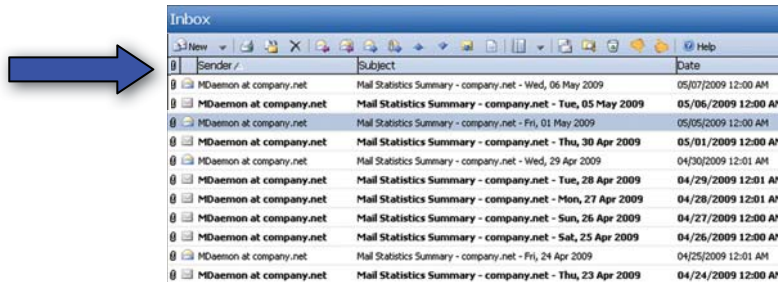 Inbox
New Help
Sender Subject Date
MDaemon at company.net Mail Statistics Summary - company.net - Wed, 06 May 2009 05/07/2009 12:00 AM
MDaemon at company.net Mail Statistics Summary - company.net - Tue, 05 May 2009 05/06/2009 12:00 AM
MDaemon at company.net Mail Statistics Summary - company.net - Fri, 01 May 2009 05/05/2009 12:00 AM
MDaemon at company.net Mail Statistics Summary - company.net - Thu, 30 Apr 2009 05/01/2009 12:00 AM
MDaemon at company.net Mail Statistics Summary - company.net - Wed, 29 Apr 2009 04/30/2009 12:01 AM
MDaemon at company.net Mail Statistics Summary - company.net - Tue, 28 Apr 2009 04/29/2009 12:01 AM
MDaemon at company.net Mail Statistics Summary - company.net - Mon, 27 Apr 2009 04/28/2009 12:01 AM
MDaemon at company.net Mail Statistics Summary - company.net - Sun, 26 Apr 2009 04/27/2009 12:00 AM
MDaemon at company.net Mail Statistics Summary - company.net - Sat, 25 Apr 2009 04/26/2009 12:00 AM
MDaemon at company.net Mail Statistics Summary - company.net - Fri, 24 Apr 2009 04/25/2009 12:01 AM
MDaemon at company.net Mail Statistics Summary - company.net - Thu, 23 Apr 2009 04/24/2009 12:00 AM